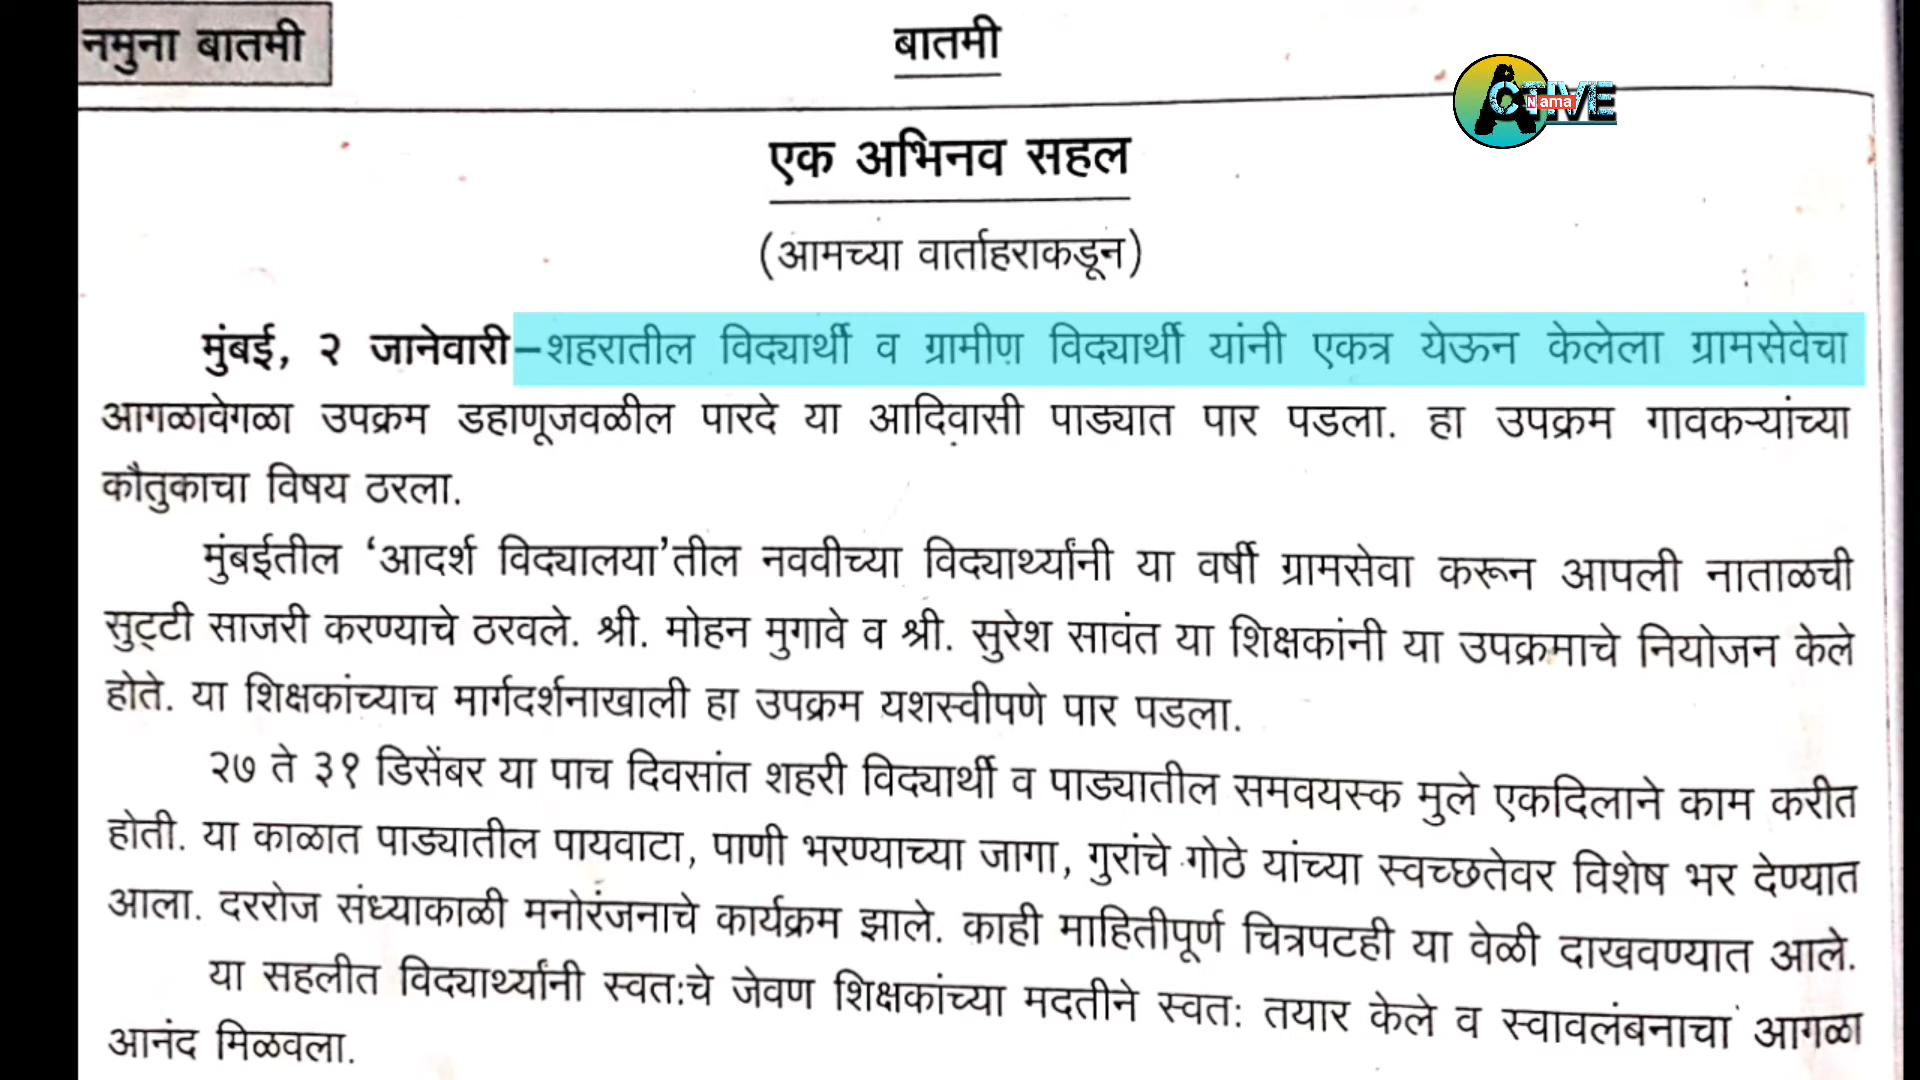 नमुना बातमी
बातमी
ACTIVE
Nama
एक अभिनव सहल
(आमच्या वार्ताहराकडून)
मुंबई, २ जानेवारी–शहरातील विद्यार्थी व ग्रामीण विद्यार्थी यांनी एकत्र येऊन केलेला ग्रामसेवेचा
आगळावेगळा उपक्रम डहाणूजवळील पारदे या आदिवासी पाड्यात पार पडला. हा उपक्रम गावकऱ्यांच्या
कौतुकाचा विषय ठरला.
मुंबईतील ‘आदर्श विद्यालया’तील नववीच्या विद्यार्थ्यांनी या वर्षी ग्रामसेवा करून आपली नाताळची
सुट्टी साजरी करण्याचे ठरवले. श्री. मोहन मुगावे व श्री. सुरेश सावंत या शिक्षकांनी या उपक्रमाचे नियोजन केले
होते. या शिक्षकांच्याच मार्गदर्शनाखाली हा उपक्रम यशस्वीपणे पार पडला.
२७ ते ३१ डिसेंबर या पाच दिवसांत शहरी विद्यार्थी व पाड्यातील समवयस्क मुले एकदिलाने काम करीत
होती. या काळात पाड्यातील पायवाटा, पाणी भरण्याच्या जागा, गुरांचे गोठे यांच्या स्वच्छतेवर विशेष भर देण्यात
आला. दररोज संध्याकाळी मनोरंजनाचे कार्यक्रम झाले. काही माहितीपूर्ण चित्रपटही या वेळी दाखवण्यात आले.
या सहलीत विद्यार्थ्यांनी स्वत:चे जेवण शिक्षकांच्या मदतीने स्वत: तयार केले व स्वावलंबनाचा आगळा
आनंद मिळवला.